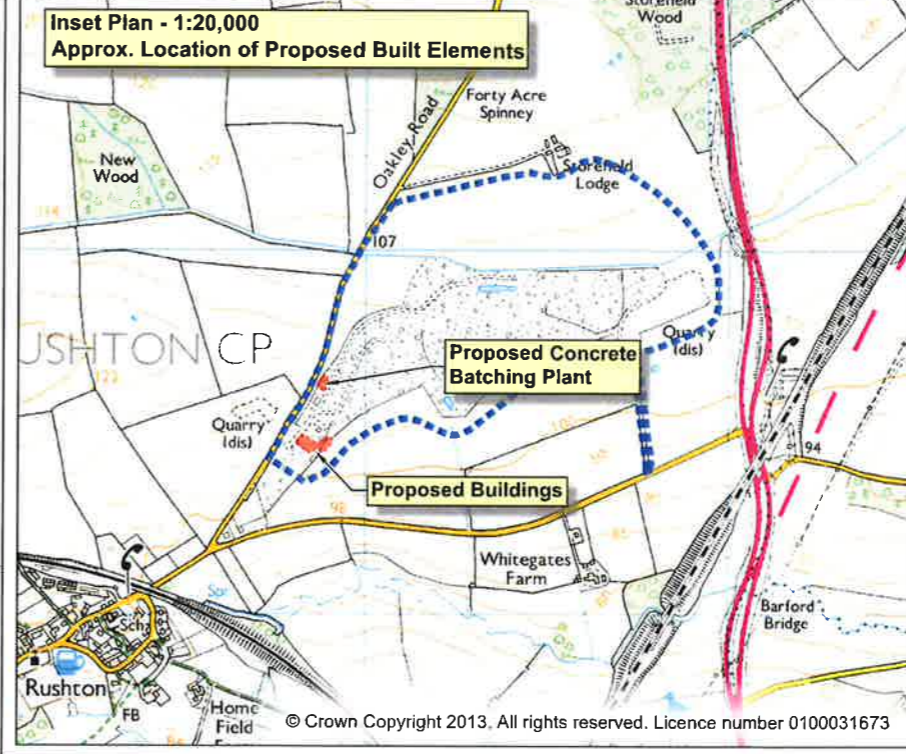 Inset Plan - 1:20,000
Approx. Location of Proposed Built Elements
Storefield
Wood
Forty Acre
Spinney
Oakley Road
New
Wood
Storefield
Lodge
107
USHTON CP
Quarry
(dis)
Proposed Concrete
Batching Plant
Quarry
(dis)
94
Proposed Buildings
98
Whitegates
Farm
Barford
Bridge
Sch
Rushton
FB
Home
Field
© Crown Copyright 2013. All rights reserved. Licence number 0100031673